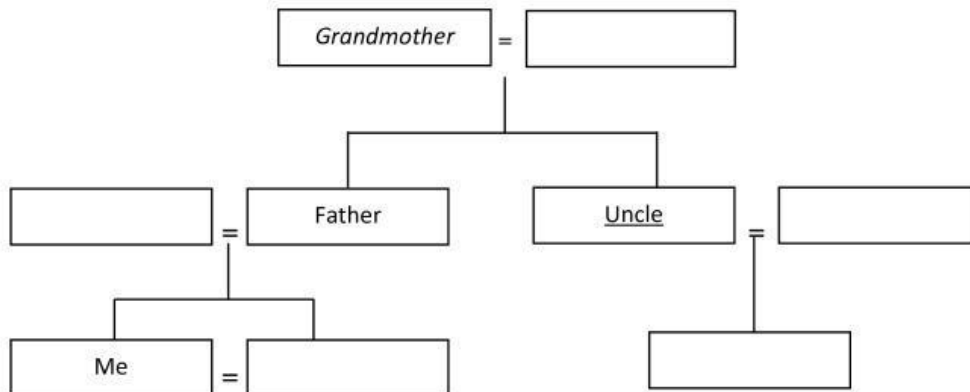 Grandmother =
Father Uncle
= =
Me =